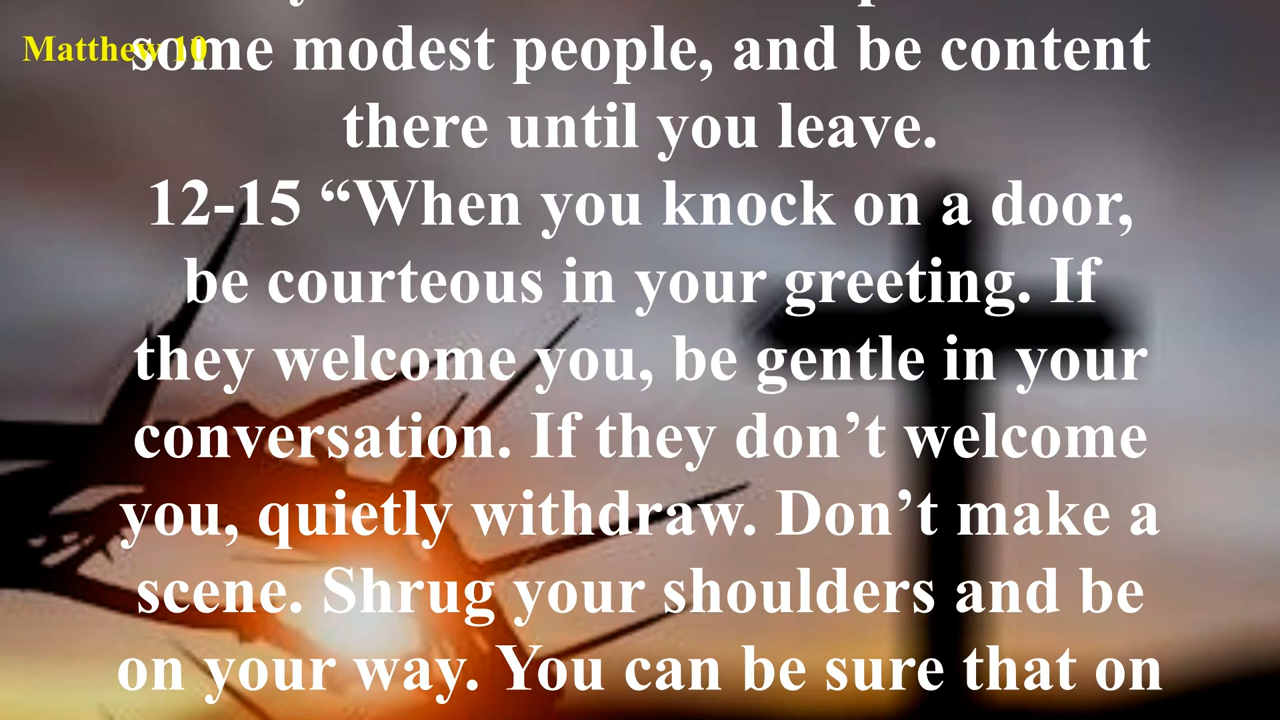 Matthew 10
some modest people, and be content
there until you leave.
12-15 “When you knock on a door,
be courteous in your greeting. If
they welcome you, be gentle in your
conversation. If they don’t welcome
you, quietly withdraw. Don’t make a
scene. Shrug your shoulders and be
on your way. You can be sure that on